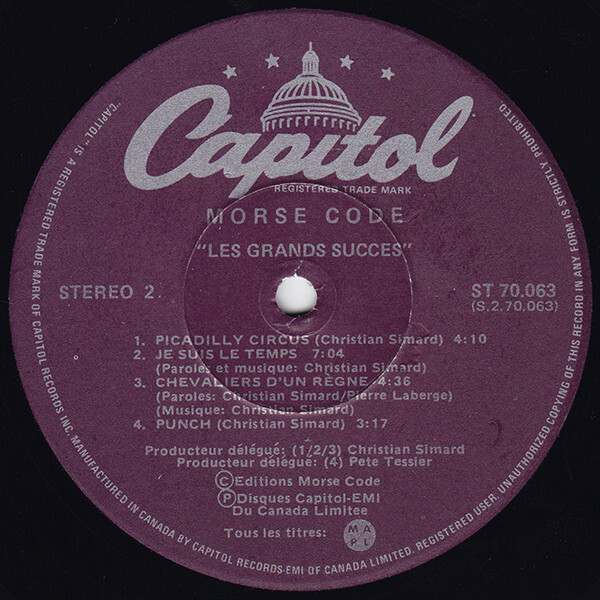 Capitol
REGISTERED TRADE MARK
MORSE CODE
"LES GRANDS SUCCES"
STEREO 2.
ST 70.063
(S.2.70,063)
1. PICADILLY CIRCUS (Christian Simard) 4:10
2. JE SUIS LE TEMPS 7:04
(Paroles et musique: Christian Simard)
3. CHEVALIERS D'UN RÈGNE 4:36
(Paroles: Christian Simard/Pierre Laberge)
(Musique: Christian Simard)
4. PUNCH (Christian Simard) 3:17
Producteur délégué: (1/2/3) Christian Simard
Producteur délégue: (4) Pete Tessier
Ⓒ Editions Morse Code
Ⓟ Disques Capitol-EMI
Du Canada Limitee
Tous les titres:
MAPL
"CAPITOL" IS A REGISTERED TRADE MARK OF CAPITOL RECORDS INC. MANUFACTURED IN CANADA BY CAPITOL RECORDS-EMI OF CANADA LIMITED. REGISTERED USER. UNAUTHORIZED COPYING OF THIS RECORD IN ANY FORM IS STRICTLY PROHIBITED.